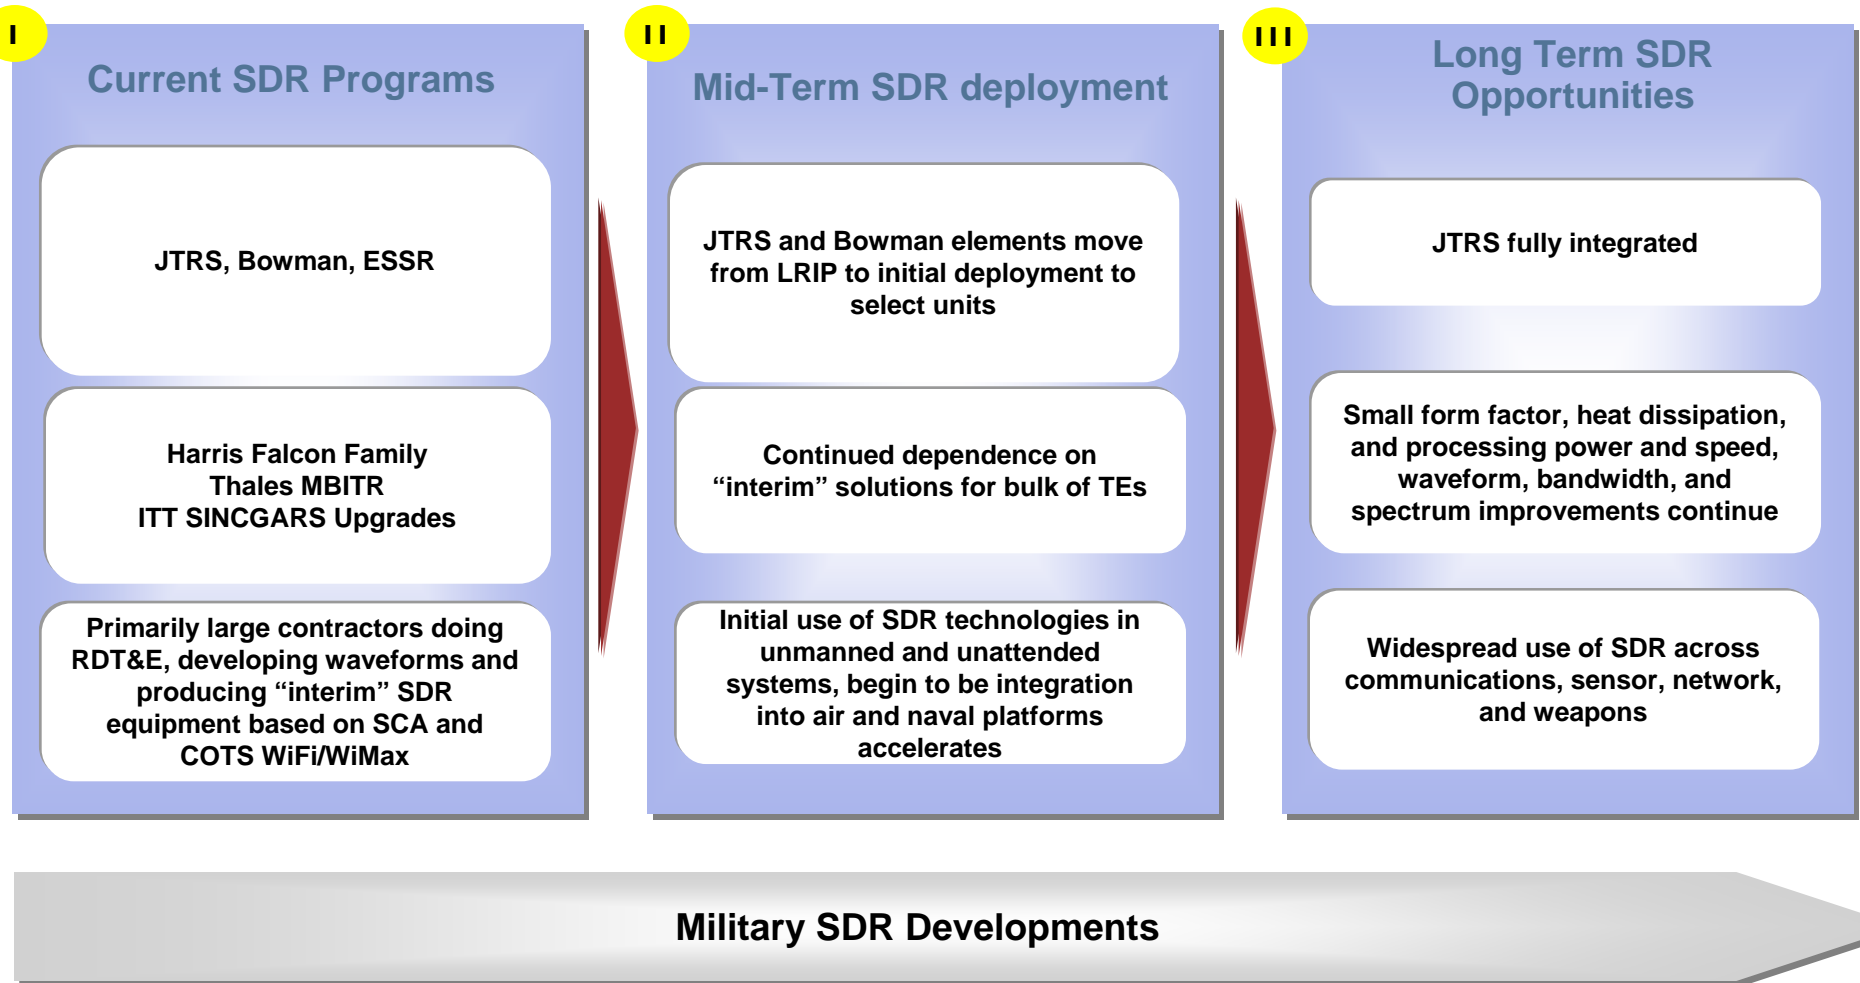 I
Current SDR Programs
JTRS, Bowman, ESSR
Harris Falcon Family
Thales MBITR
ITT SINCGARS Upgrades
Primarily large contractors doing
RDT&E, developing waveforms and
producing “interim” SDR
equipment based on SCA and
COTS WiFi/WiMax
II
Mid-Term SDR deployment
JTRS and Bowman elements move
from LRIP to initial deployment to
select units
Continued dependence on
“interim” solutions for bulk of TEs
Initial use of SDR technologies in
unmanned and unattended
systems, begin to be integration
into air and naval platforms
accelerates
III
Long Term SDR
Opportunities
JTRS fully integrated
Small form factor, heat dissipation,
and processing power and speed,
waveform, bandwidth, and
spectrum improvements continue
Widespread use of SDR across
communications, sensor, network,
and weapons
Military SDR Developments